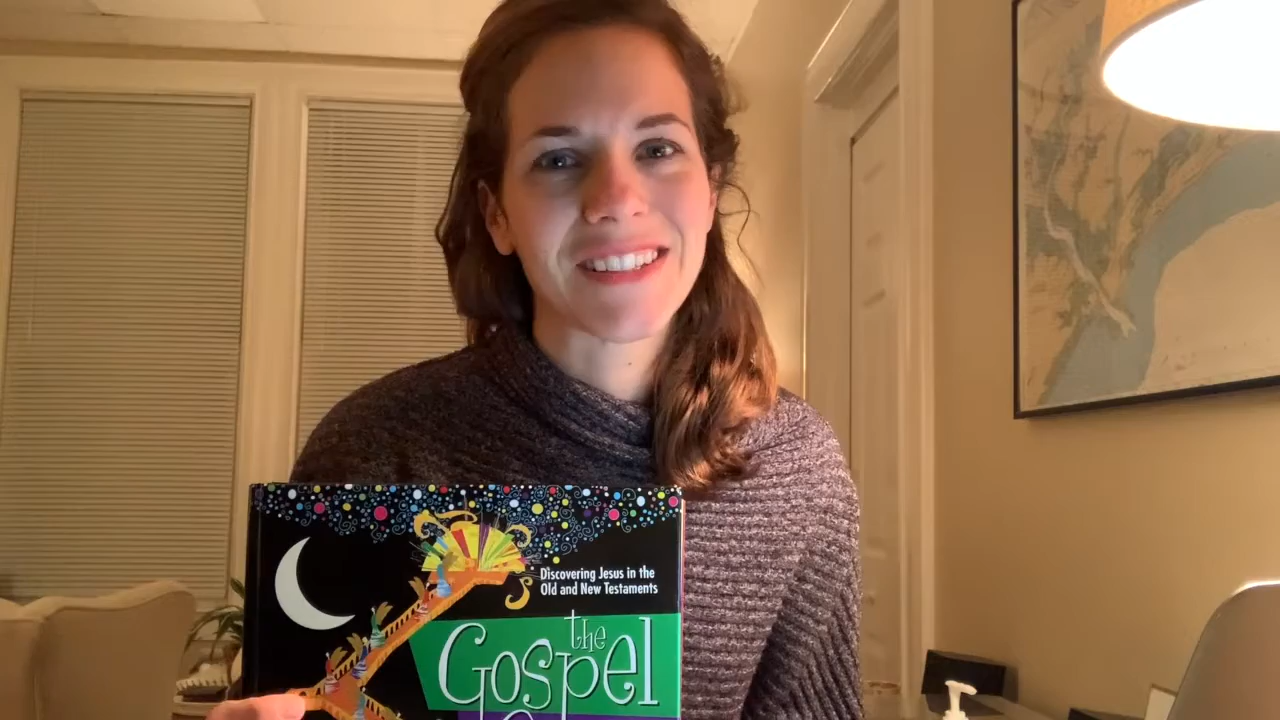 Discovering Jesus in the
Old and New Testaments
the
Gospel